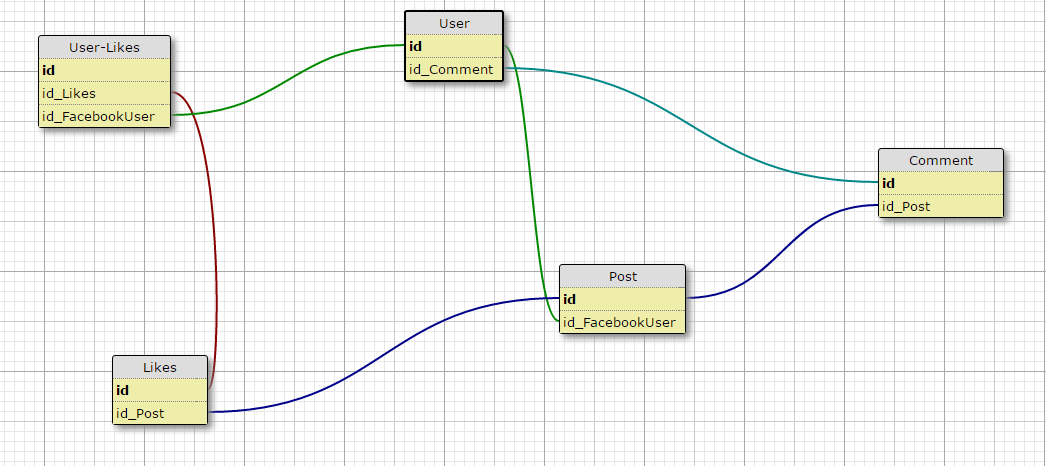 User-Likes
id
id_Likes
id_FacebookUser
User
id
id_Comment
Comment
id
id_Post
Post
id
id_FacebookUser
Likes
id
id_Post